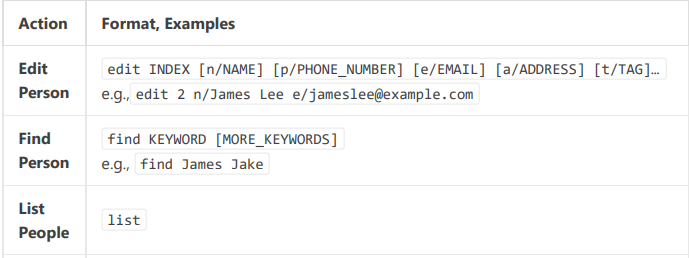 Action Format, Examples
Edit Person edit INDEX [n/NAME] [p/PHONE_NUMBER] [e/EMAIL] [a/ADDRESS] [t/TAG]…
e.g., edit 2 n/James Lee e/jameslee@example.com
Find Person find KEYWORD [MORE_KEYWORDS]
e.g., find James Jake
List People list